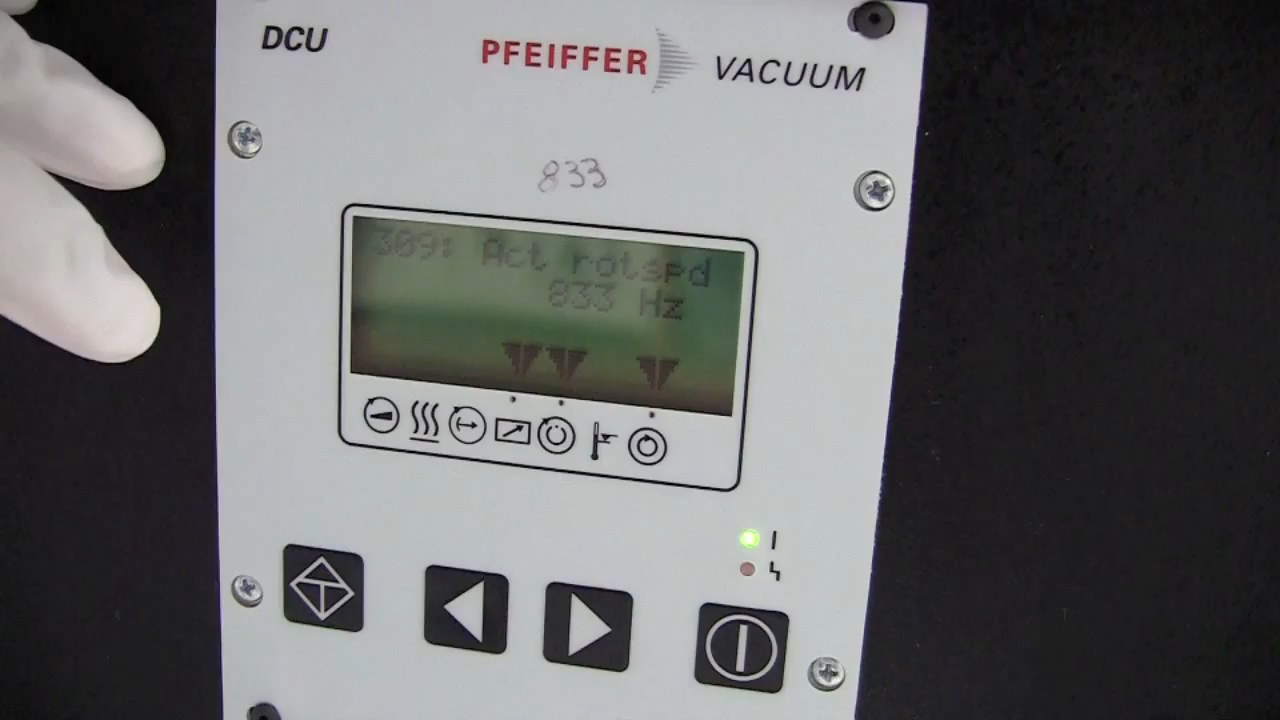 DCU
PFEIFFER VACUUM
833
309: Act rotspd
833 Hz